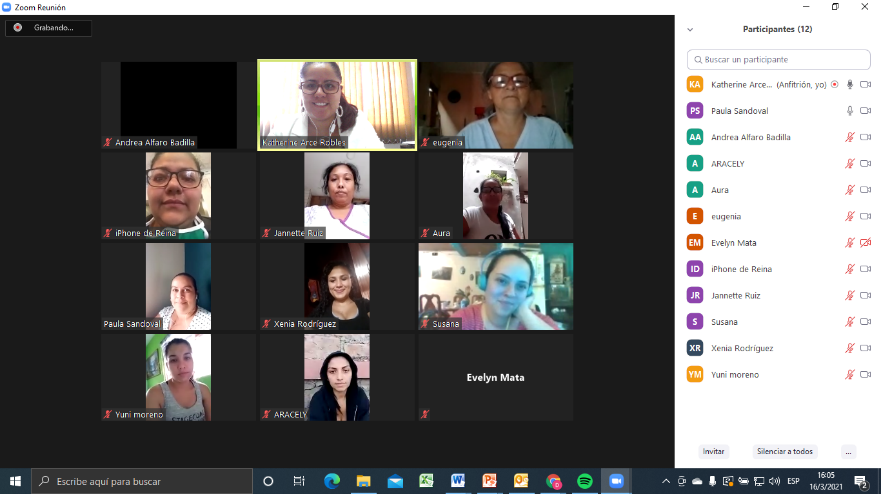 Zoom Reunión
Grabando...
Participantes (12)
Buscar un participante
Andrea Alfaro Badilla
Katherine Arce Robles
eugenia
iPhone de Reina
Jannette Ruiz
Aura
Paula Sandoval
Xenia Rodríguez
Susana
Yuni moreno
ARACELY
Evelyn Mata
KA Katherine Arce... (Anfitrión, yo)
PS Paula Sandoval
AA Andrea Alfaro Badilla
A ARACELY
A Aura
E eugenia
EM Evelyn Mata
ID iPhone de Reina
JR Jannette Ruiz
S Susana
XR Xenia Rodríguez
YM Yuni moreno
Invitar
Silenciar a todos
...
Escribe aquí para buscar
ESP
16:05
16/3/2021
2